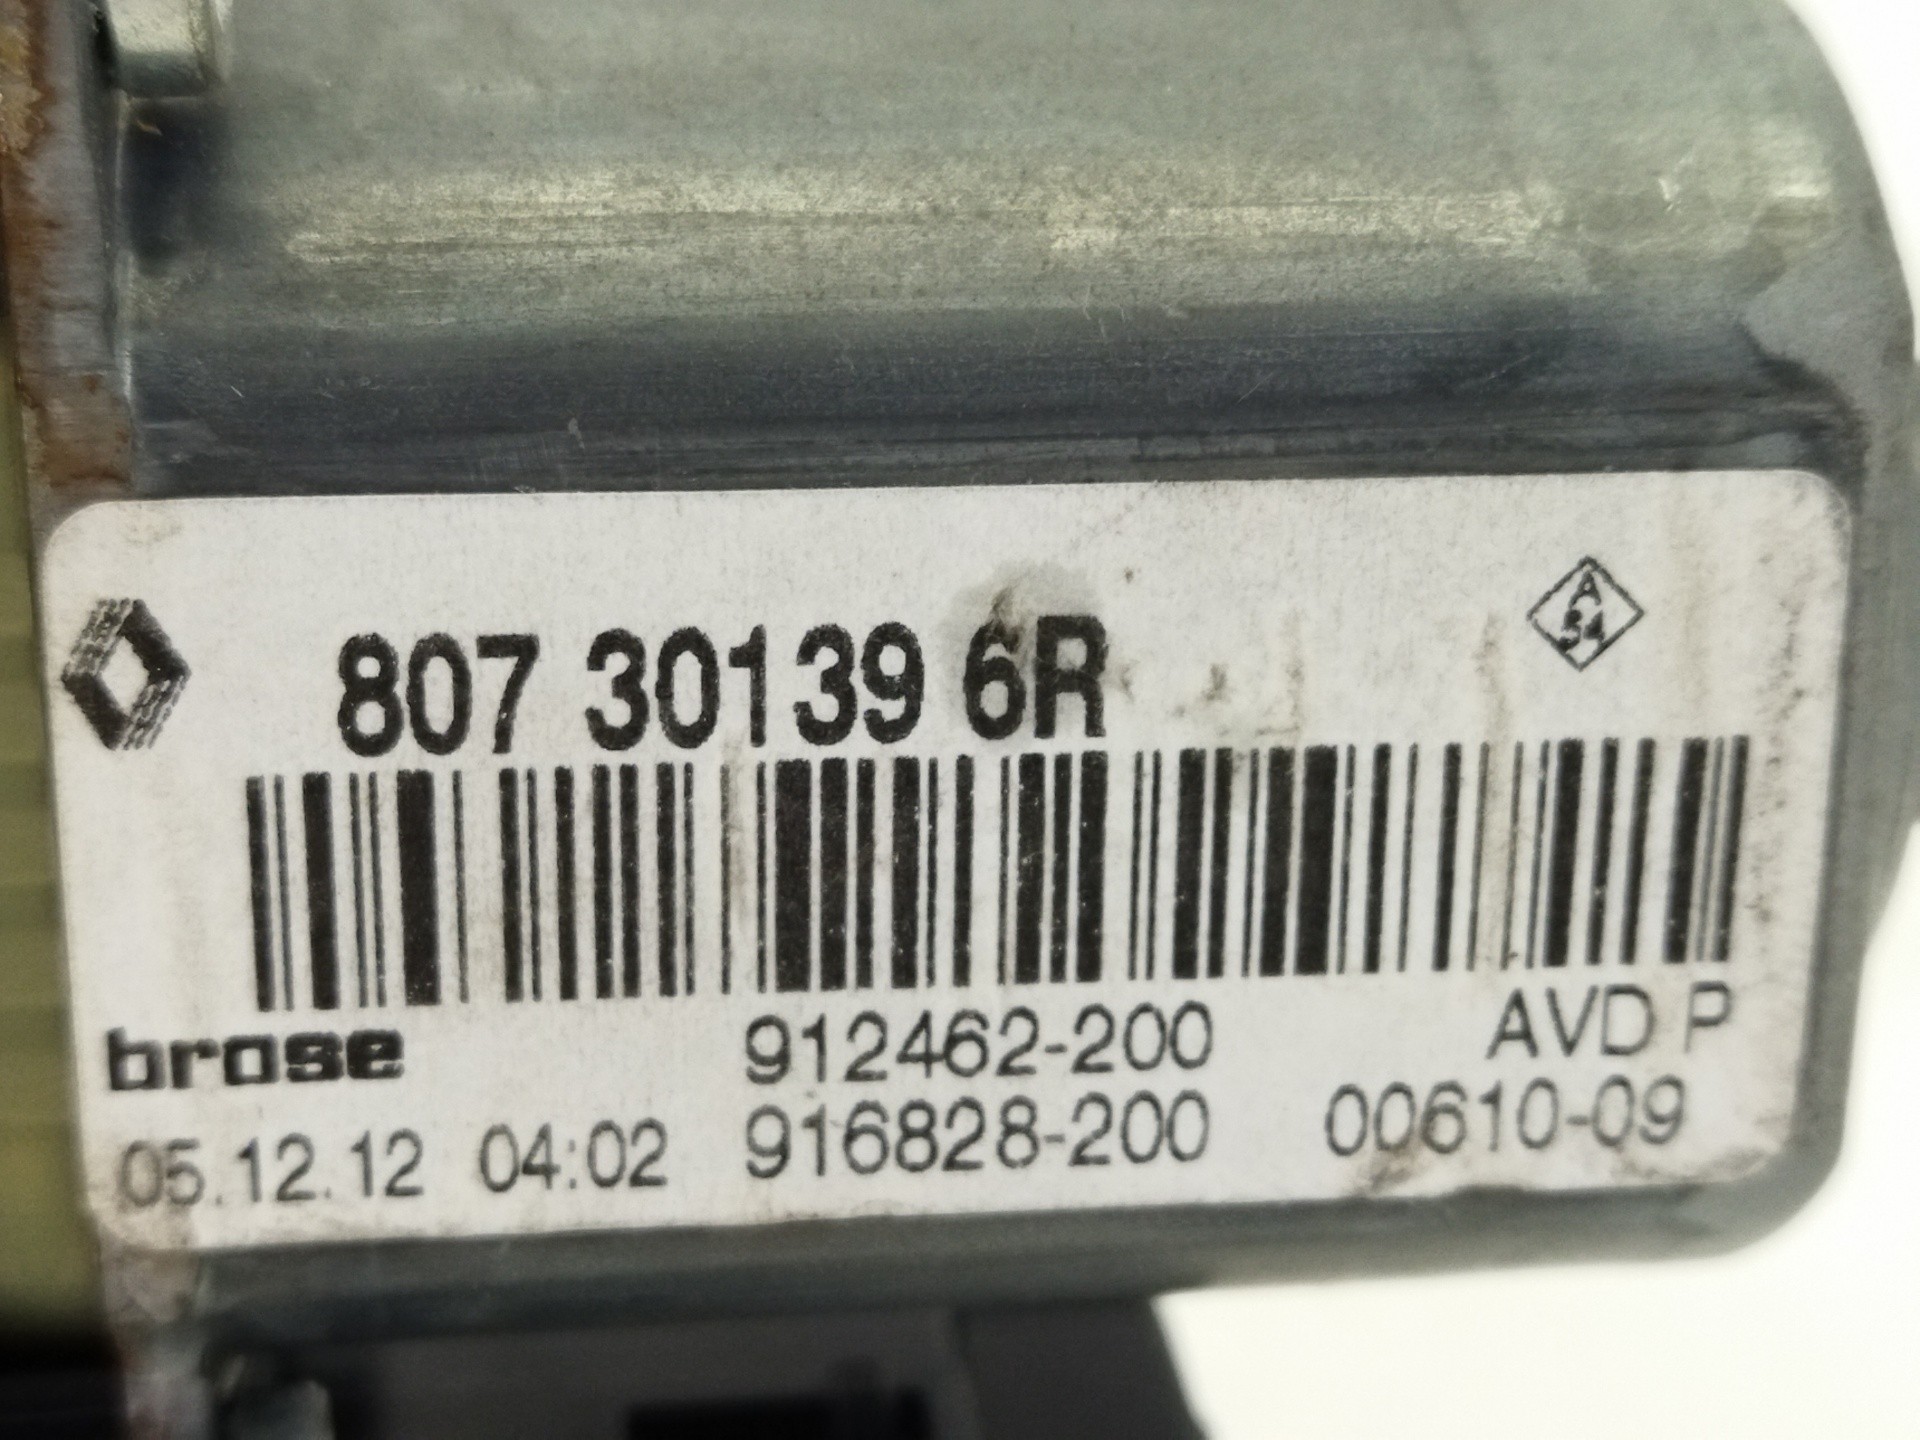 A
54
807 30139 6R
brose 912462-200 AVD P
05.12.12 04:02 916828-200 00610-09